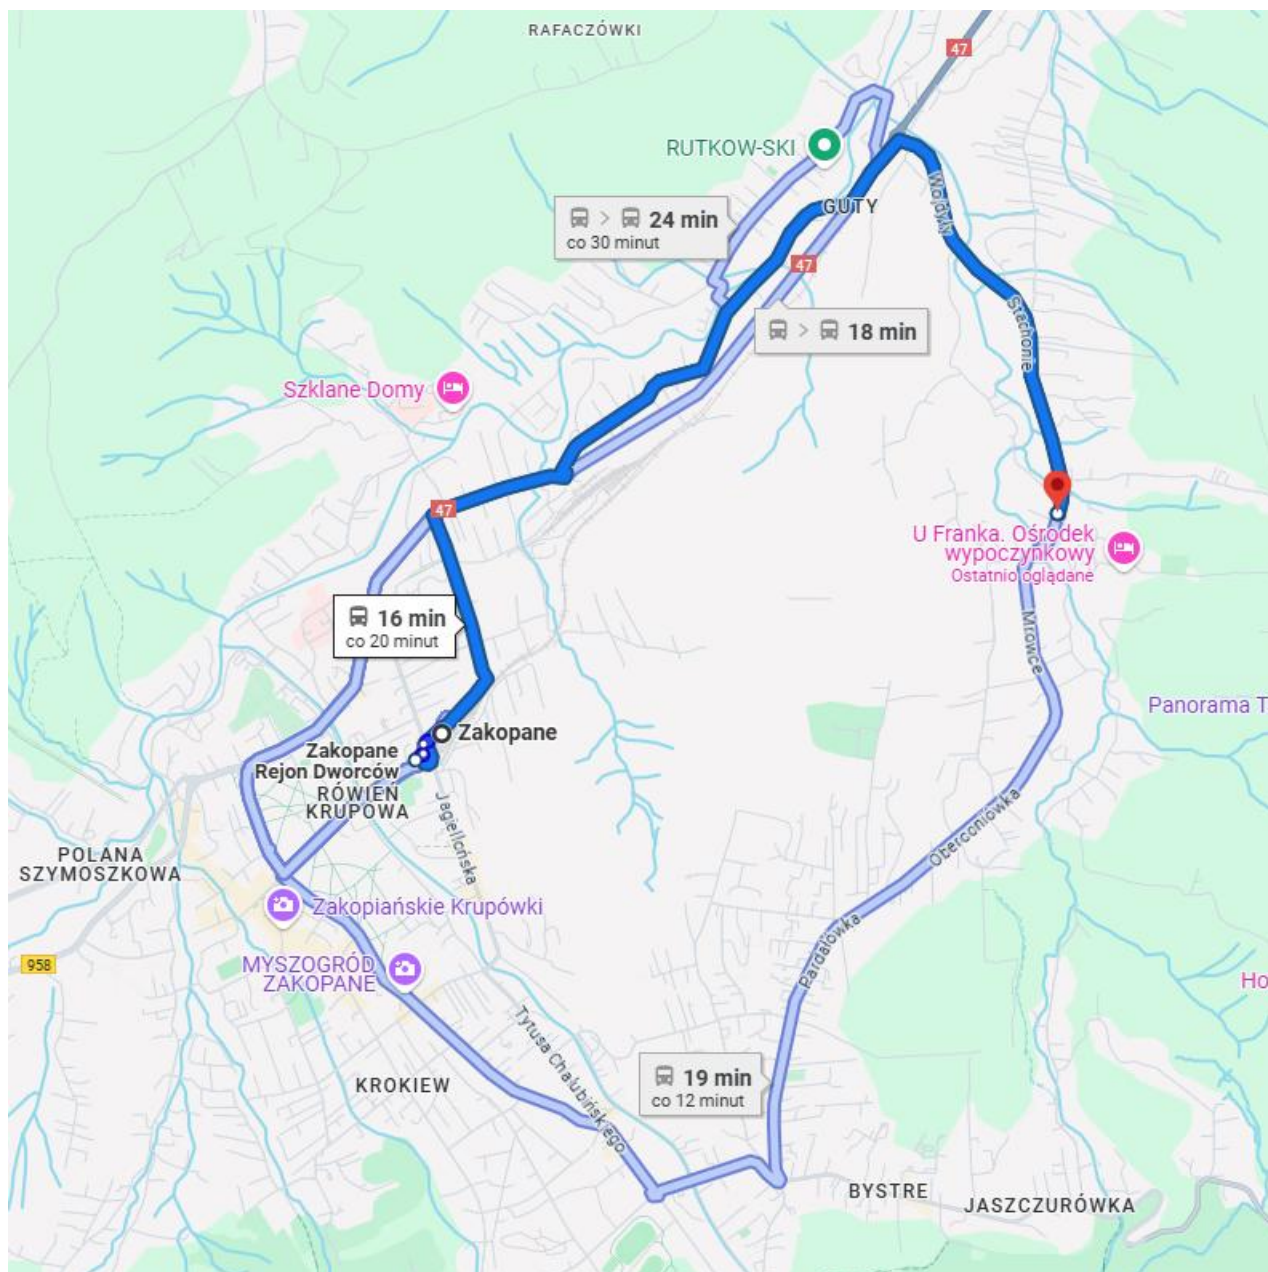 RAFACZÓWKI
47
RUTKOW-SKI
Wojdyły
24 min
co 30 minut
GUTY
47
18 min
Stachonie
Szklane Domy
47
U Franka. Ośrodek
wypoczynkowy
Ostatnio oglądane
16 min
co 20 minut
Mrowce
Panorama T
Zakopane
Zakopane
Rejon Dworców
RÓWIEŃ
KRUPOWA
Jagiellońska
Oberconiówka
POLANA
SZYMOSZKOWA
Zakopiańskie Krupówki
Pardałówka
958
MYSZOGRÓD
ZAKOPANE
Ho
Tytusa Chałubińskiego
KROKIEW
19 min
co 12 minut
BYSTRE
JASZCZURÓWKA